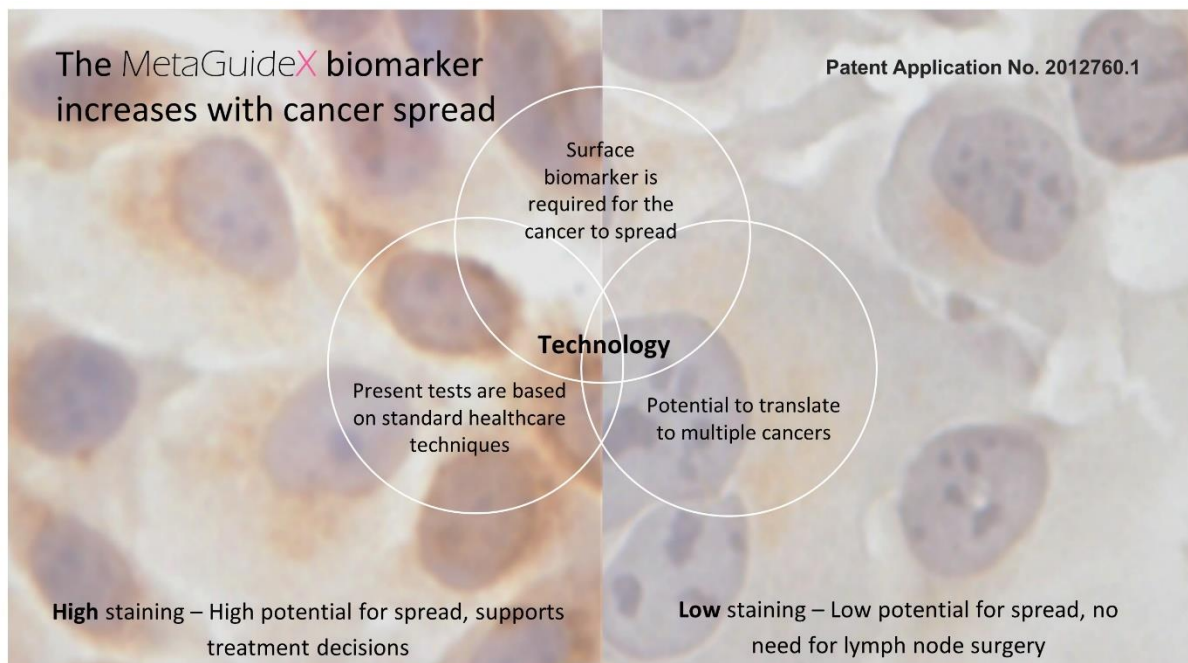 The MetaGuideX biomarker
increases with cancer spread
Patent Application No. 2012760.1
Surface
biomarker is
required for the
cancer to spread
Technology
Present tests are based
on standard healthcare
techniques
Potential to translate
to multiple cancers
High staining – High potential for spread, supports
treatment decisions
Low staining – Low potential for spread, no
need for lymph node surgery